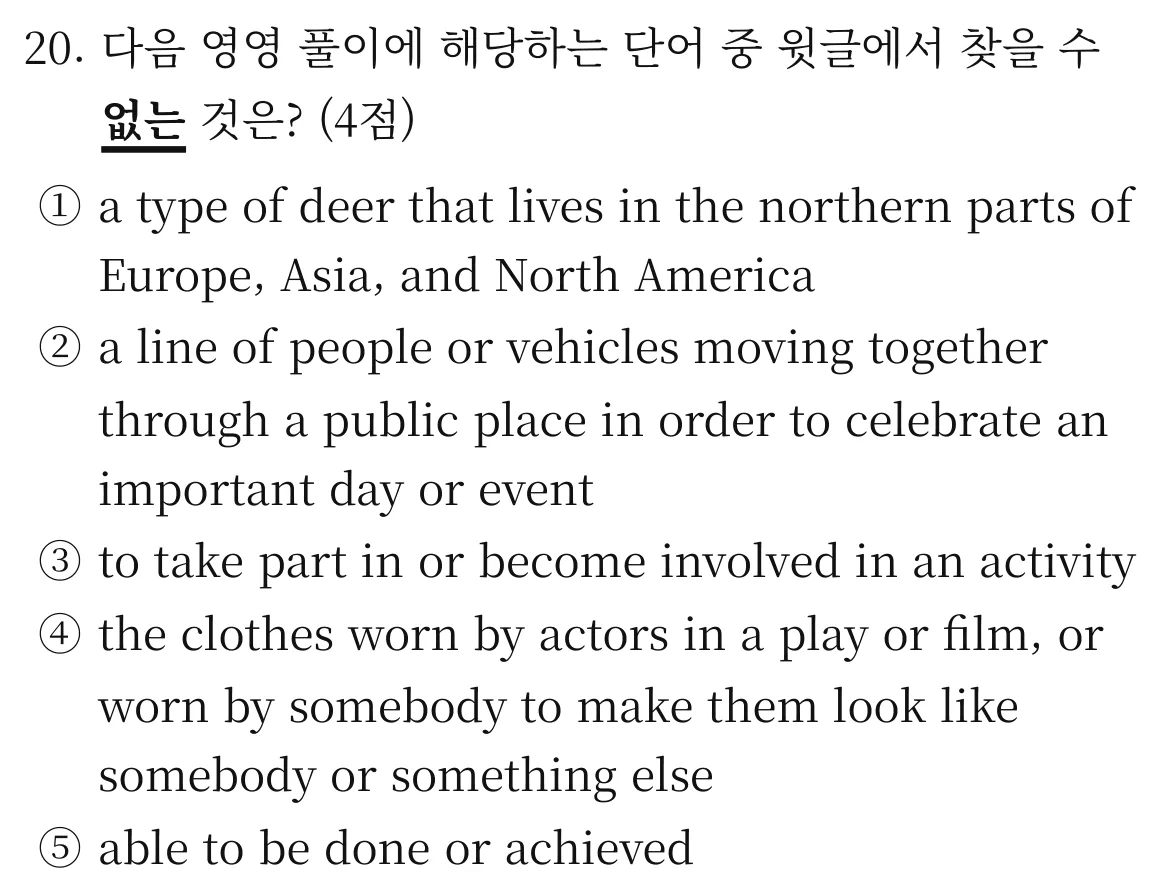 20. 다음 영영 풀이에 해당하는 단어 중 윗글에서 찾을 수
없는 것은? (4점)
① a type of deer that lives in the northern parts of
Europe, Asia, and North America
② a line of people or vehicles moving together
through a public place in order to celebrate an
important day or event
③ to take part in or become involved in an activity
④ the clothes worn by actors in a play or film, or
worn by somebody to make them look like
somebody or something else
⑤ able to be done or achieved